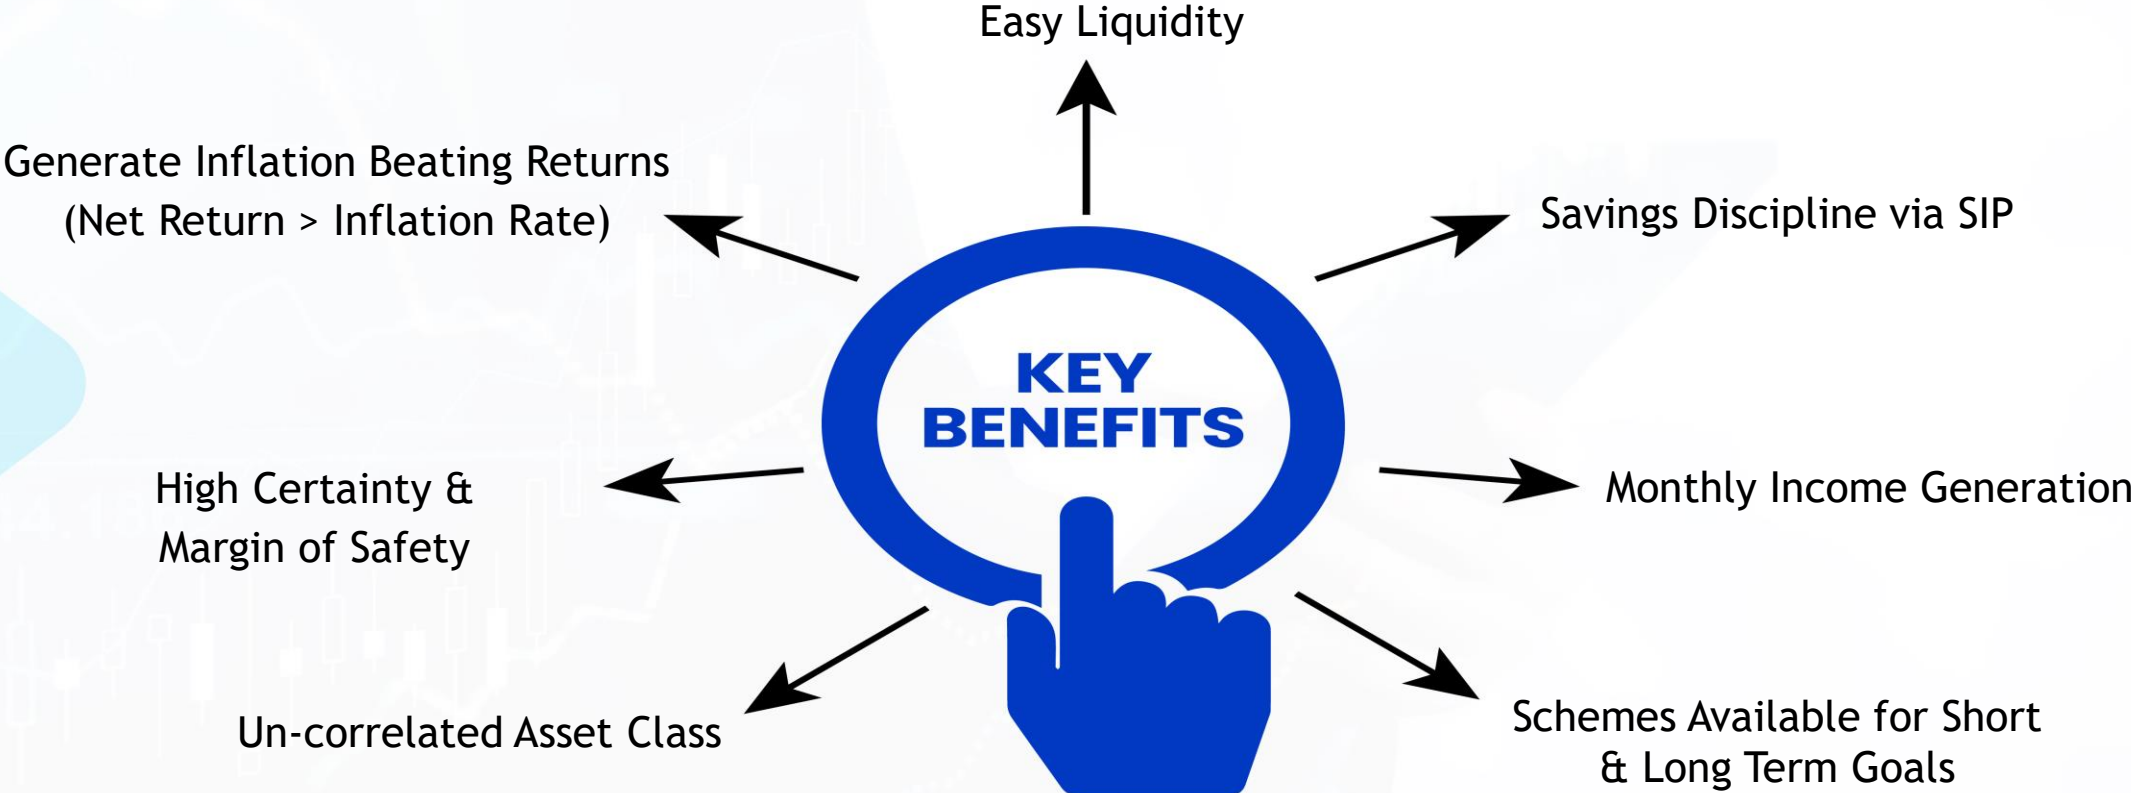 Easy Liquidity
Generate Inflation Beating Returns
(Net Return > Inflation Rate)
Savings Discipline via SIP
KEY
BENEFITS
High Certainty &
Margin of Safety
Monthly Income Generation
Un-correlated Asset Class
Schemes Available for Short
& Long Term Goals